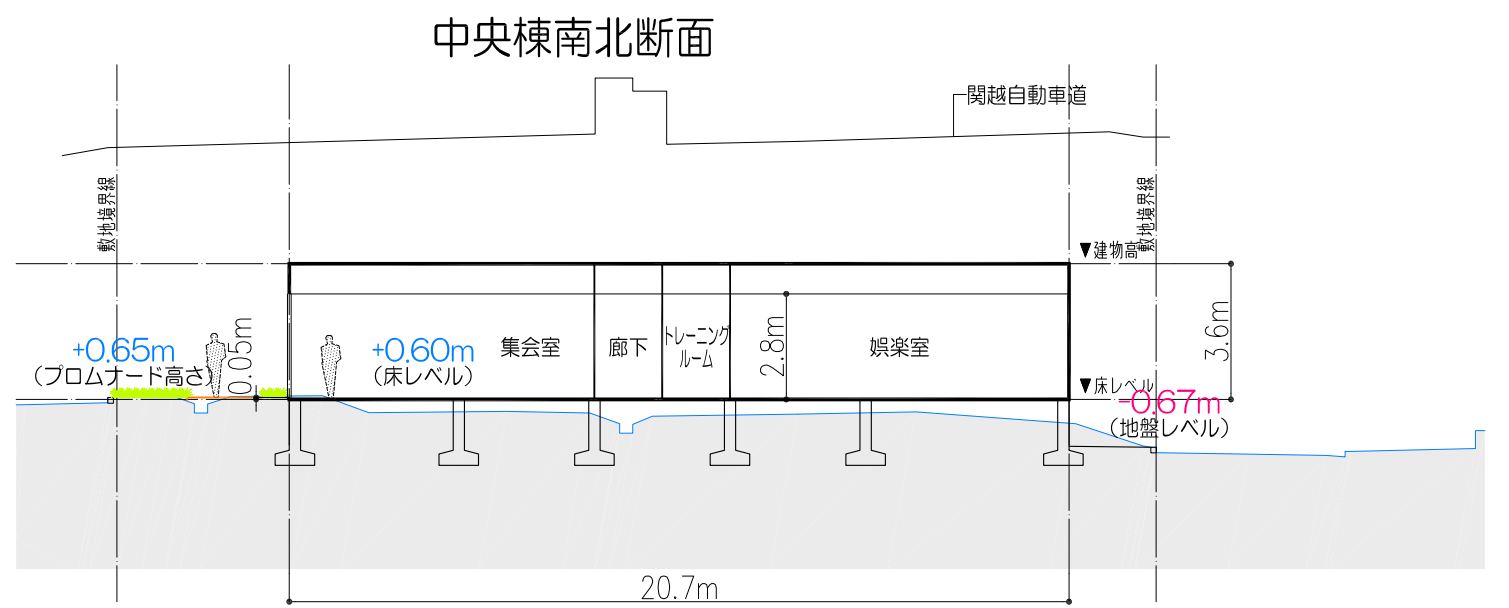 中央棟南北断面
関越自動車道
敷地境界線
敷地境界線
▼建物高
+0.65m
（プロムナード高さ）
0.05m
+0.60m
（床レベル）
集会室
廊下
トレーニング
ルーム
2.8m
娯楽室
3.6m
▼床レベル
-0.67m
（地盤レベル）
20.7m